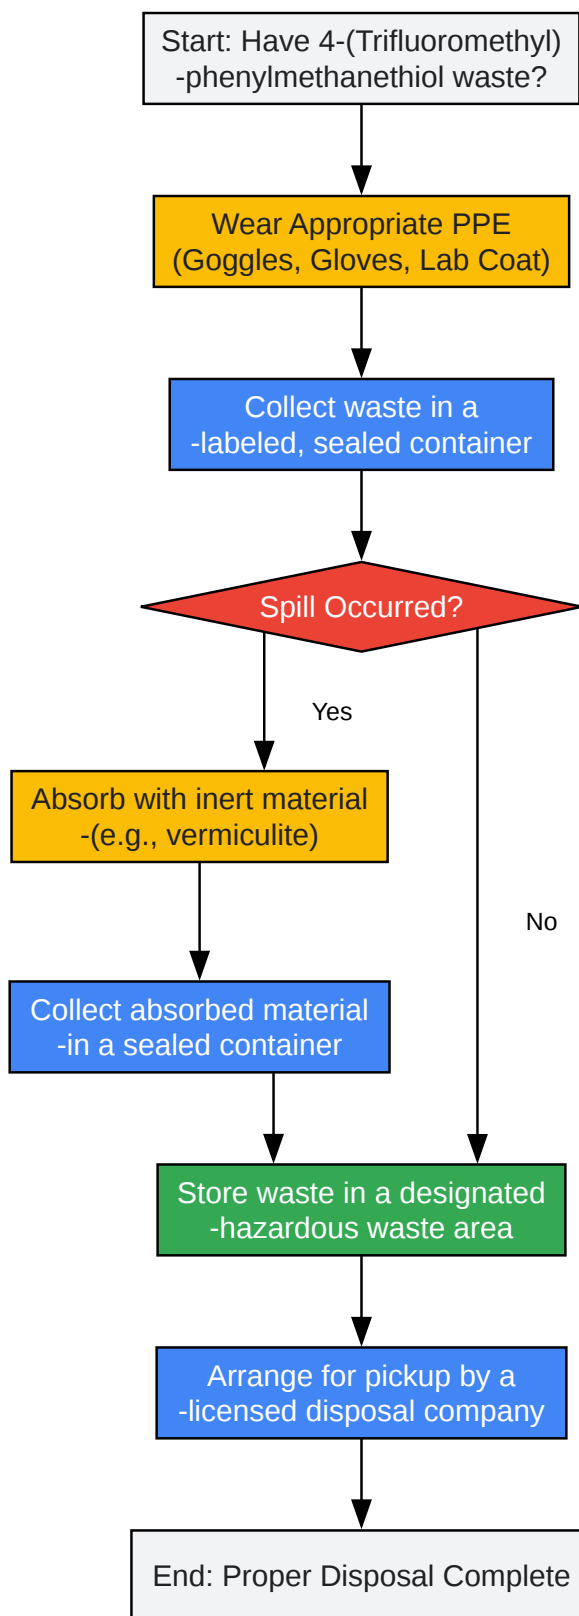 Start: Have 4-(Trifluoromethyl)
-phenylmethanethiol waste?
Wear Appropriate PPE
(Goggles, Gloves, Lab Coat)
Collect waste in a
-labeled, sealed container
Spill Occurred?
Yes
Absorb with inert material
-(e.g., vermiculite)
No
Collect absorbed material
-in a sealed container
Store waste in a designated
-hazardous waste area
Arrange for pickup by a
-licensed disposal company
End: Proper Disposal Complete